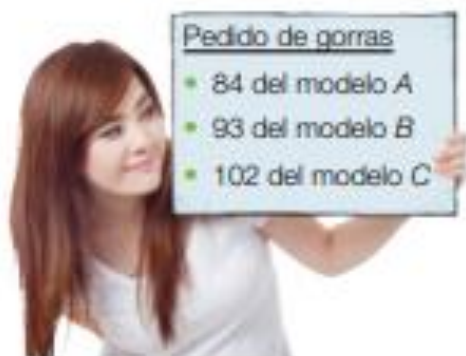 Pedido de gorras
• 84 del modelo A
• 93 del modelo B
• 102 del modelo C